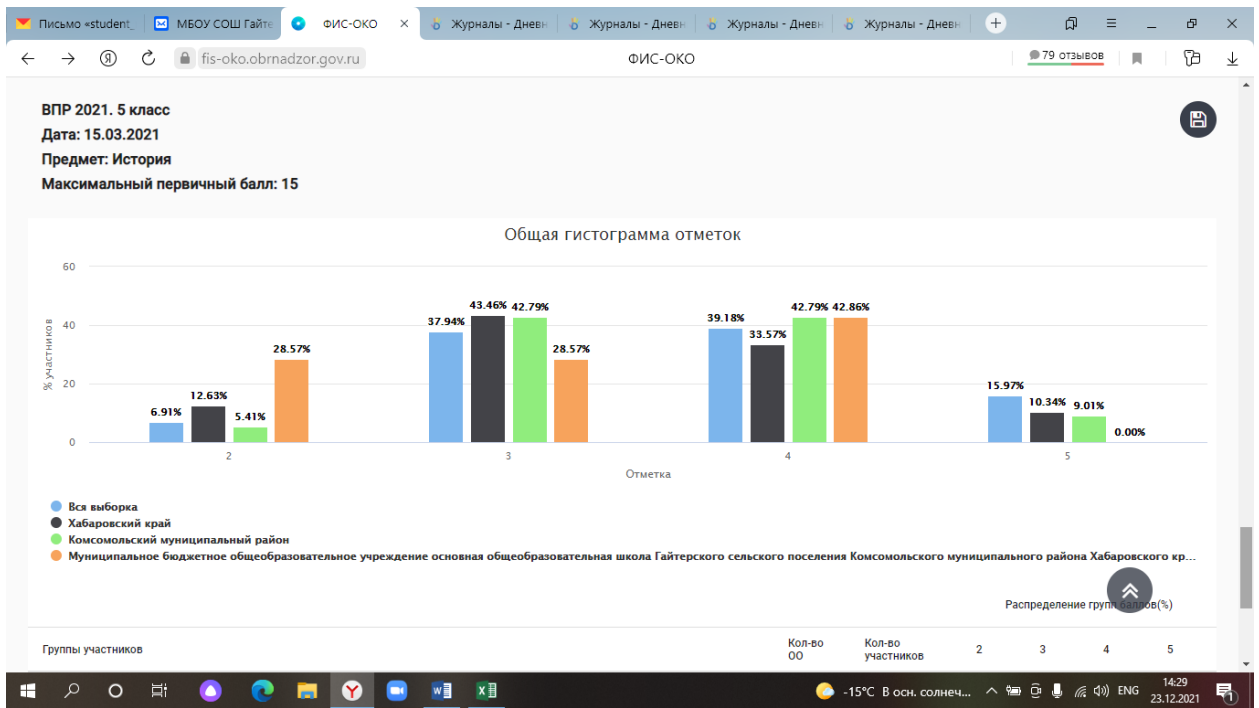 Письмо «student_
МБОУ СОШ Гайте
ФИС-ОКО
Журналы - Дневн
Журналы - Дневн
Журналы - Дневн
Журналы - Дневн
fis-oko.obrnadzor.gov.ru
ФИС-ОКО
79 отзывов
ВПР 2021. 5 класс
Дата: 15.03.2021
Предмет: История
Максимальный первичный балл: 15
Общая гистограмма отметок
% участников
60
40
20
0
6.91%
12.63%
5.41%
28.57%
37.94%
43.46%
42.79%
28.57%
39.18%
33.57%
42.79%
42.86%
15.97%
10.34%
9.01%
0.00%
2
3
4
5
Отметка
Вся выборка
Хабаровский край
Комсомольский муниципальный район
Муниципальное бюджетное общеобразовательное учреждение основная общеобразовательная школа Гайтерского сельского поселения Комсомольского муниципального района Хабаровского кр...
Распределение групп баллов(%)
Группы участников
Кол-во ОО
Кол-во участников
2
3
4
5
-15°C В осн. солнеч...
ENG
14:29
23.12.2021
1